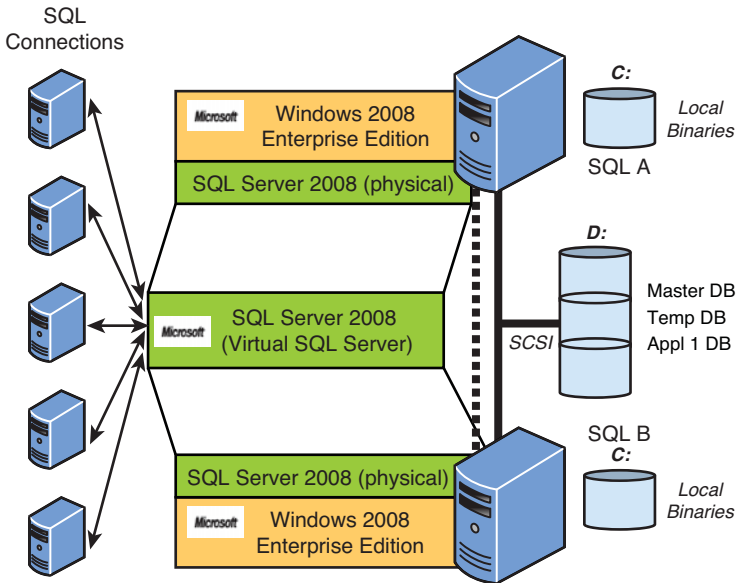 SQL
Connections
Microsoft
Windows 2008
Enterprise Edition
SQL Server 2008 (physical)
C:
Local
Binaries
SQL A
Microsoft
SQL Server 2008
(Virtual SQL Server)
SCSI
D:
Master DB
Temp DB
Appl 1 DB
SQL Server 2008 (physical)
Microsoft
Windows 2008
Enterprise Edition
SQL B
C:
Local
Binaries